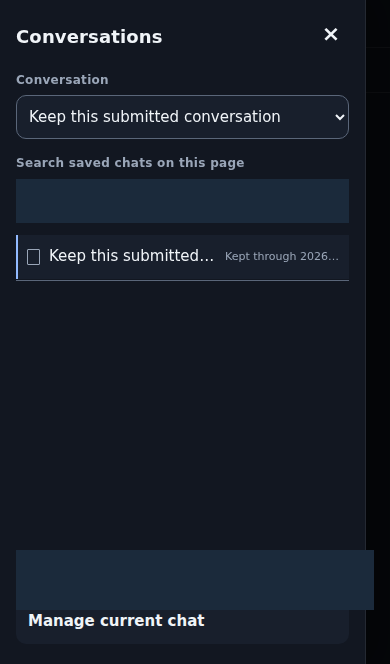 Conversations ✕
Conversation
Keep this submitted conversation
Search saved chats on this page
Keep this submitted… Kept through 2026…
Manage current chat